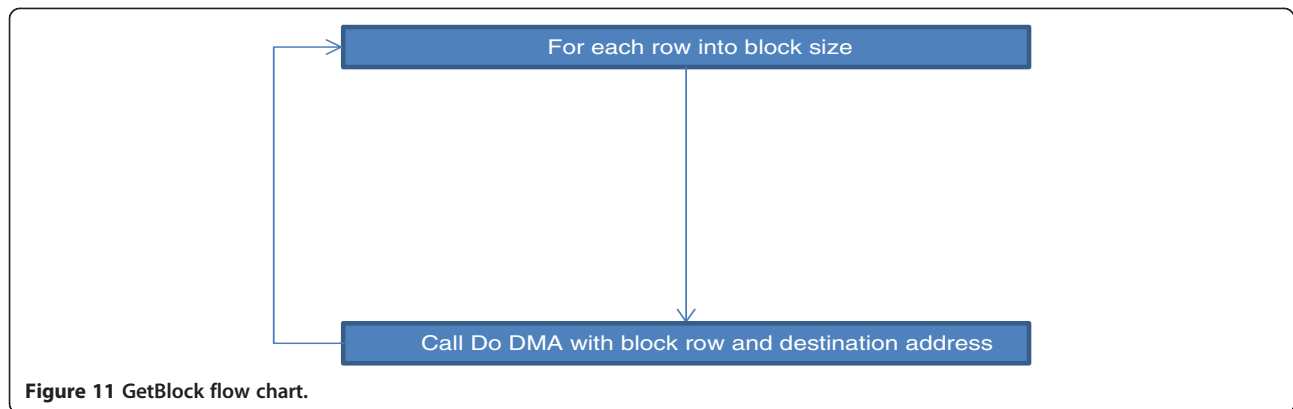 For each row into block size
Call Do DMA with block row and destination address
Figure 11 GetBlock flow chart.